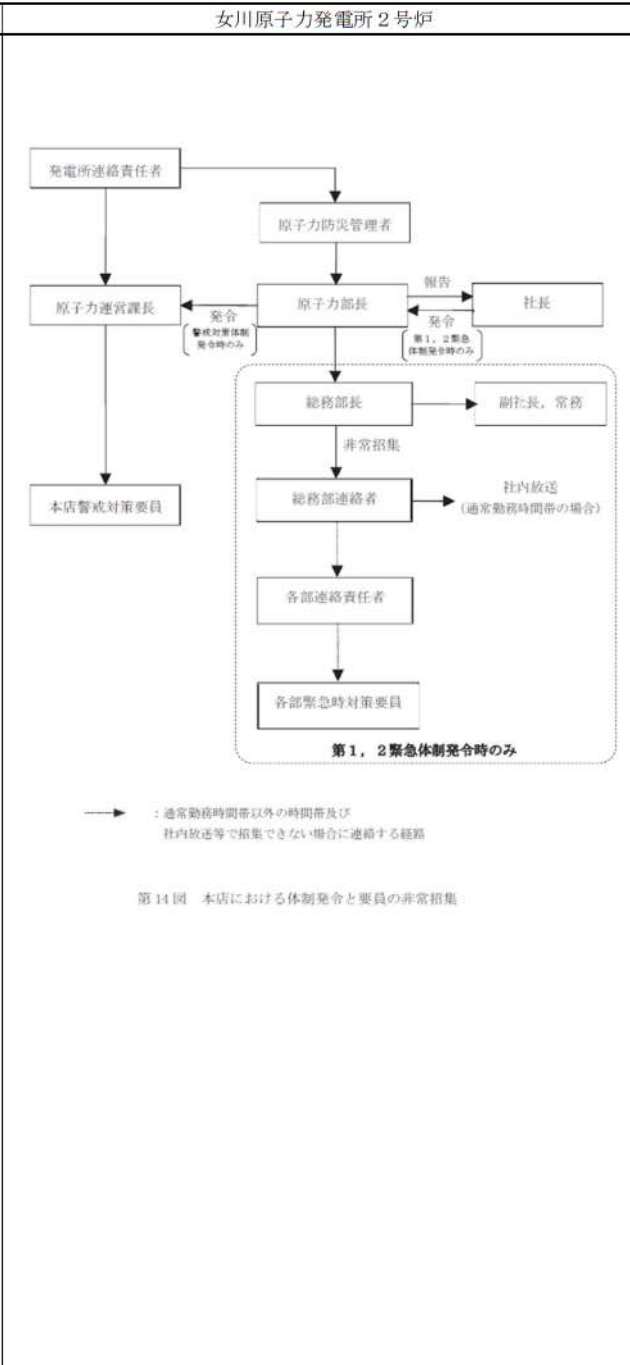 女川原子力発電所２号炉
発電所連絡責任者
原子力防災管理者
原子力運営課長
発令
警戒対策体制
発令時のみ
原子力部長
報告
発令
第１，２緊急
体制発令時のみ
社長
総務部長
副社長，常務
非常招集
本店警戒対策要員
総務部連絡者
社内放送
(通常勤務時間帯の場合)
各部連絡責任者
各部緊急時対策要員
第１，２緊急体制発令時のみ
：通常勤務時間帯以外の時間帯及び
社内放送等で招集できない場合に連絡する経路
第14図　本店における体制発令と要員の非常招集